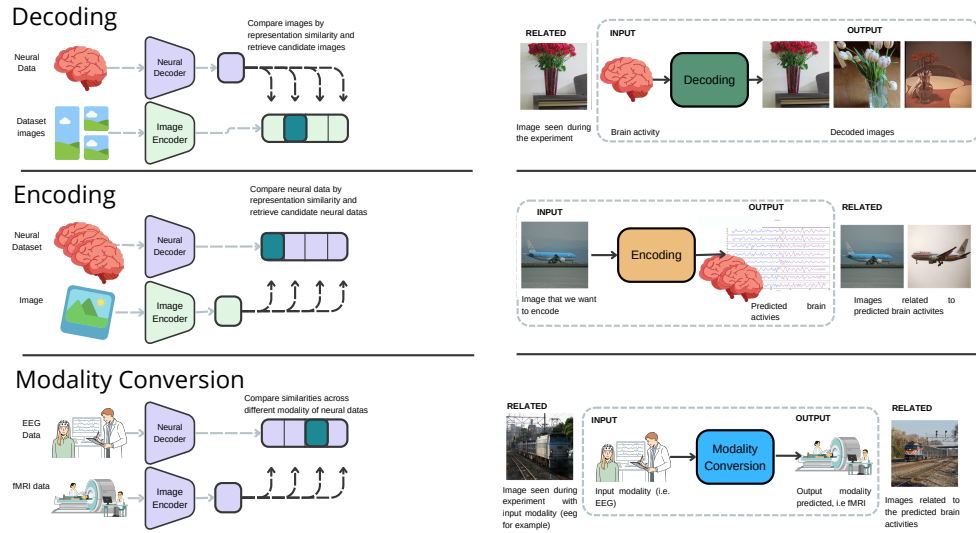 Decoding
Neural
Data
Neural
Decoder
Compare images by
representation similarity and
retrieve candidate images
Dataset
images
Image
Encoder
RELATED
INPUT
OUTPUT
Decoding
Image seen during
the experiment
Brain activity
Decoded images
Encoding
Neural
Dataset
Neural
Decoder
Compare neural data by
representation similarity and
retrieve candidate neural datas
Image
Image
Encoder
INPUT
OUTPUT
RELATED
Encoding
Image that we want
to encode
Predicted brain
activies
Images related to
predicted brain activites
Modality Conversion
EEG
Data
Neural
Decoder
Compare similarities across
different modality of neural datas
fMRI data
Image
Encoder
RELATED
INPUT
OUTPUT
RELATED
Modality
Conversion
Image seen during
experiment with
input modality (eeg
for example)
Input modality (i.e.
EEG)
Output modality
predicted, i.e fMRI
Images related to
the predicted brain
activities